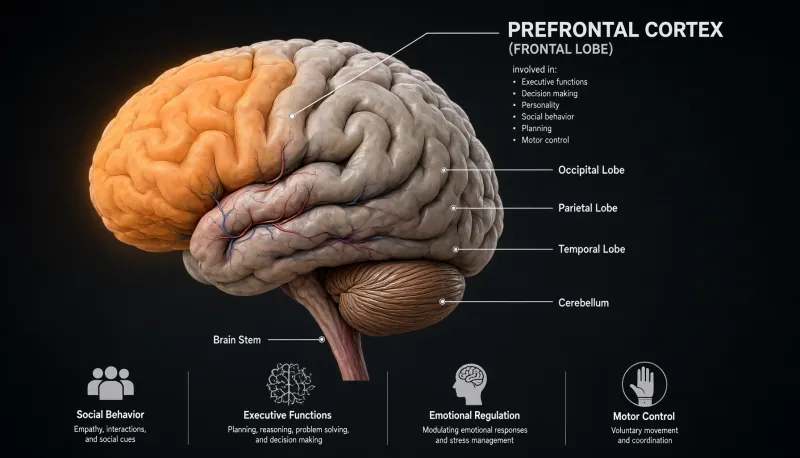 PREFRONTAL CORTEX
(FRONTAL LOBE)
involved in:
• Executive functions
• Decision making
• Personality
• Social behavior
• Planning
• Motor control
Occipital Lobe
Parietal Lobe
Temporal Lobe
Cerebellum
Brain Stem
Social Behavior
Empathy, interactions,
and social cues
Executive Functions
Planning, reasoning, problem solving,
and decision making
Emotional Regulation
Modulating emotional responses
and stress management
Motor Control
Voluntary movement
and coordination